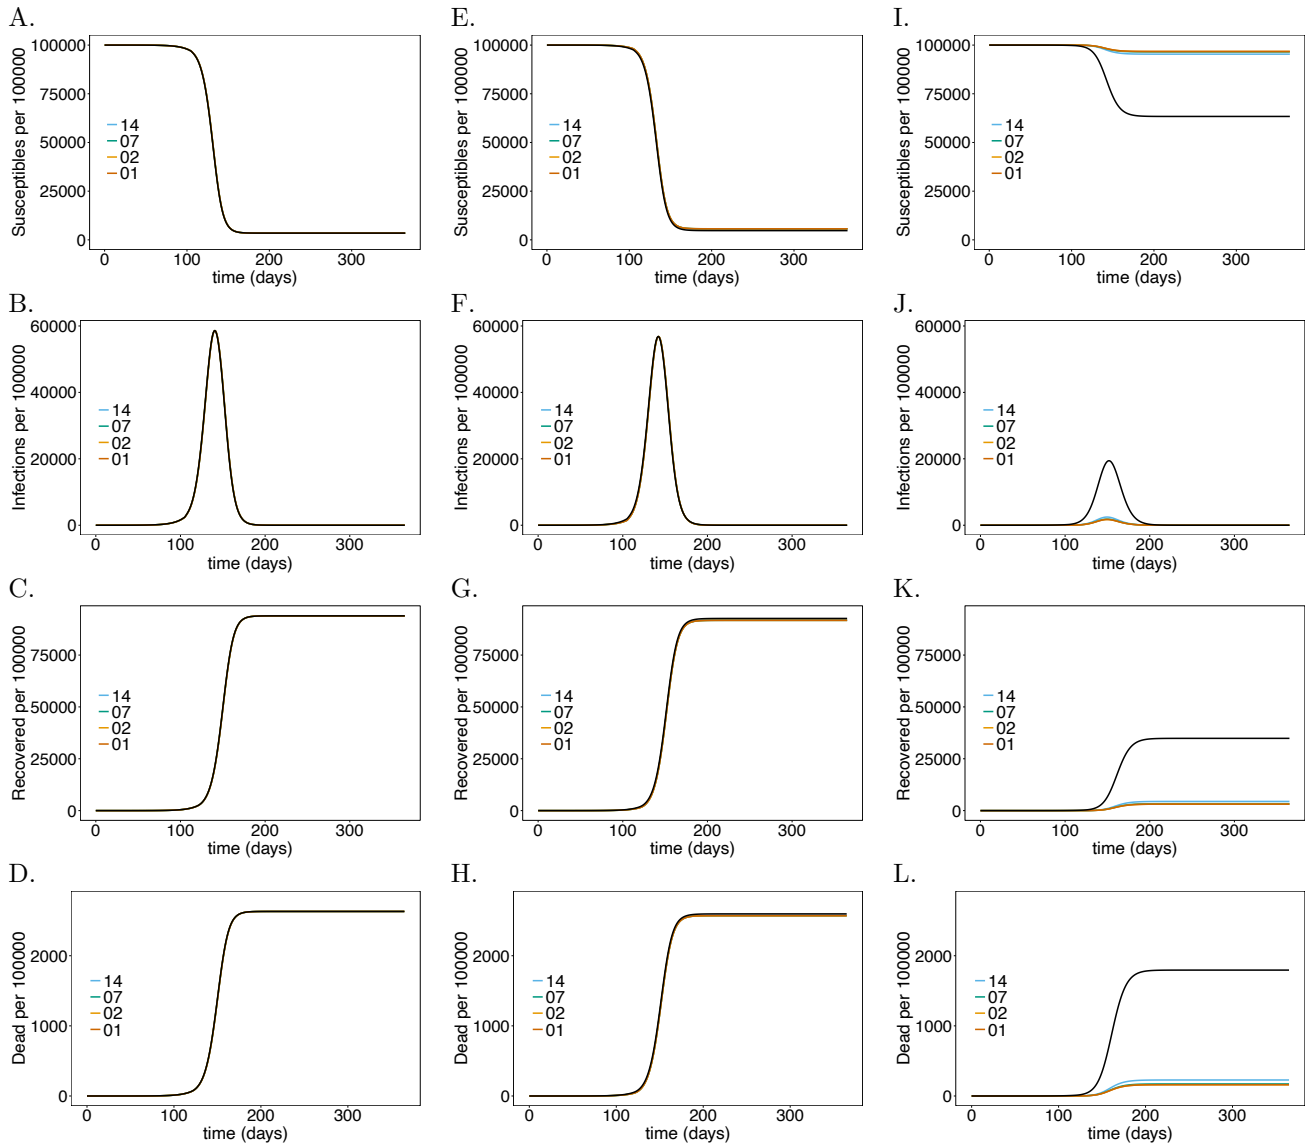 A.
Susceptibles per 100000
100000
75000
50000
25000
0
14
07
02
01
0 100 200 300
time (days)
E.
Susceptibles per 100000
100000
75000
50000
25000
0
14
07
02
01
0 100 200 300
time (days)
I.
Susceptibles per 100000
100000
75000
50000
25000
0
14
07
02
01
0 100 200 300
time (days)
B.
Infections per 100000
60000
40000
20000
0
14
07
02
01
0 100 200 300
time (days)
F.
Infections per 100000
60000
40000
20000
0
14
07
02
01
0 100 200 300
time (days)
J.
Infections per 100000
60000
40000
20000
0
14
07
02
01
0 100 200 300
time (days)
C.
Recovered per 100000
75000
50000
25000
0
14
07
02
01
0 100 200 300
time (days)
G.
Recovered per 100000
75000
50000
25000
0
14
07
02
01
0 100 200 300
time (days)
K.
Recovered per 100000
75000
50000
25000
0
14
07
02
01
0 100 200 300
time (days)
D.
Dead per 100000
2000
1000
0
14
07
02
01
0 100 200 300
time (days)
H.
Dead per 100000
2000
1000
0
14
07
02
01
0 100 200 300
time (days)
L.
Dead per 100000
2000
1000
0
14
07
02
01
0 100 200 300
time (days)